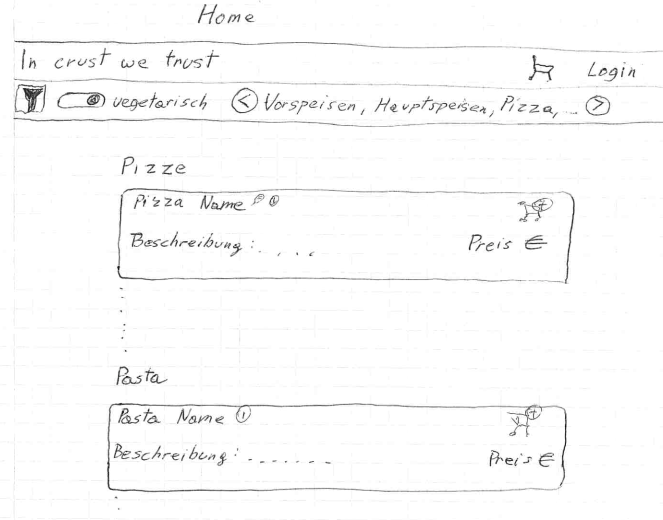 Home
In crust we trust
Login
vegetarisch < Vorspeisen, Hauptspeisen, Pizza, ... >
Pizze
Pizza Name
Beschreibung: ....
Preis €
Pasta
Pasta Name ①
Beschreibung: .......
Preis €